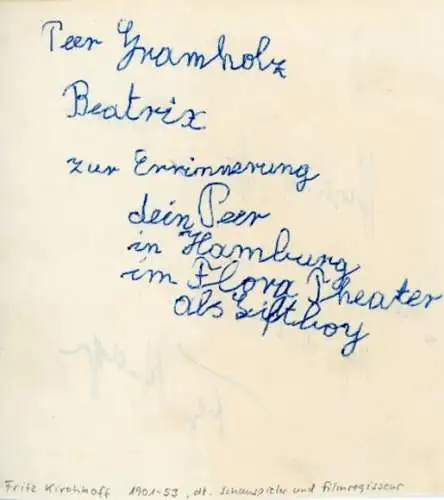 Peer Gramholz
Beatrix
zur Errinnerung
dein Peer
in Hamburg
im Flora Theater
als Liftboy
Fritz Kirchhoff 1901-53, dt. Schauspieler und Filmregisseur